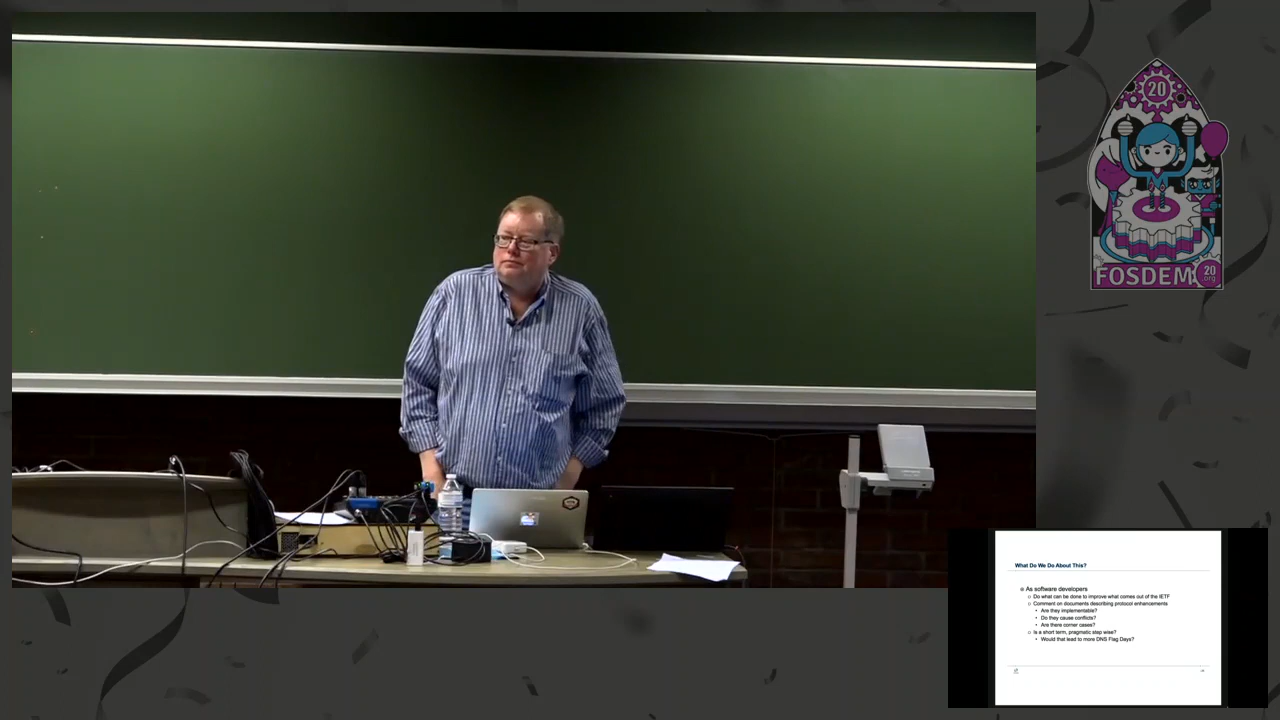 20
FOSDEM
20
.org
What Do We Do About This?
As software developers
Do what can be done to improve what comes out of the IETF
Comment on documents describing protocol enhancements
Are they implementable?
Do they cause conflicts?
Are there corner cases?
Is a short term, pragmatic step wise?
Would that lead to more DNS Flag Days?